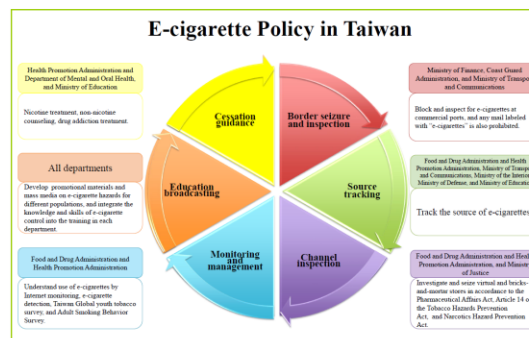 E-cigarette Policy in Taiwan
Health Promotion Administration and
Department of Mental and Oral Health,
and Ministry of Education
Nicotine treatment, non-nicotine
counseling, drug addiction treatment.
All departments
Develop promotional materials and
mass media on e-cigarette hazards for
different populations, and integrate the
knowledge and skills of e-cigarette
control into the training in each
department.
Food and Drug Administration and
Health Promotion Administration
Understand use of e-cigarettes by
Internet monitoring, e-cigarette
detection, Taiwan Global youth tobacco
survey, and Adult Smoking Behavior
Survey.
Cessation
guidance
Border seizure
and inspection
Education
broadcasting
Source
tracking
Monitoring
and
management
Channel
inspection
Ministry of Finance, Coast Guard
Administration, and Ministry of Transport
and Communications
Block and inspect for e-cigarettes at
commercial ports, and any mail labeled
with "e-cigarettes" is also prohibited.
Food and Drug Administration and Health
Promotion Administration, Ministry of Transport
and Communications, Ministry of the Interior
Ministry of Defense, and Ministry of Education
Track the source of e-cigarettes
Food and Drug Administration and Health
Promotion Administration, and Ministry
of Justice
Investigate and seize virtual and bricks-
and-mortar stores in accordance to the
Pharmaceutical Affairs Act, Article 14 of
the Tobacco Hazards Prevention
Act, and Narcotics Hazard Prevention
Act.